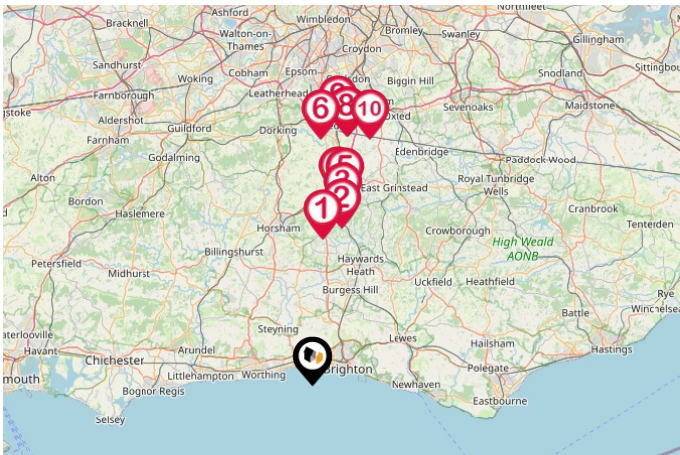 Northfleet
Ashford
Bracknell
Wimbledon
Bromley
Swanley
Walton-on-
Thames
Croydon
Gillingham
Cobham
Epsom
Biggin Hill
Snodland
Sandhurst
Woking
Leatherhead
Sittingbou
Farnborough
Sevenoaks
Maidstone
6
8
10
Oxted
Aldershot
Guildford
Dorking
Farnham
Godalming
Edenbridge
Paddock Wood
5
Alton
3
Royal Tunbridge
Wells
East Grinstead
2
1
Bordon
Haslemere
Cranbrook
Horsham
Crowborough
Tenterden
High Weald
AONB
Billingshurst
Haywards
Heath
Petersfield
Midhurst
Uckfield
Heathfield
Burgess Hill
Rye
Winchelsea
Battle
Steyning
aterlooville
Lewes
Hailsham
Hastings
Havant
Chichester
Arundel
Polegate
mouth
Littlehampton
Worthing
Brighton
Newhaven
Bognor Regis
Eastbourne
Selsey